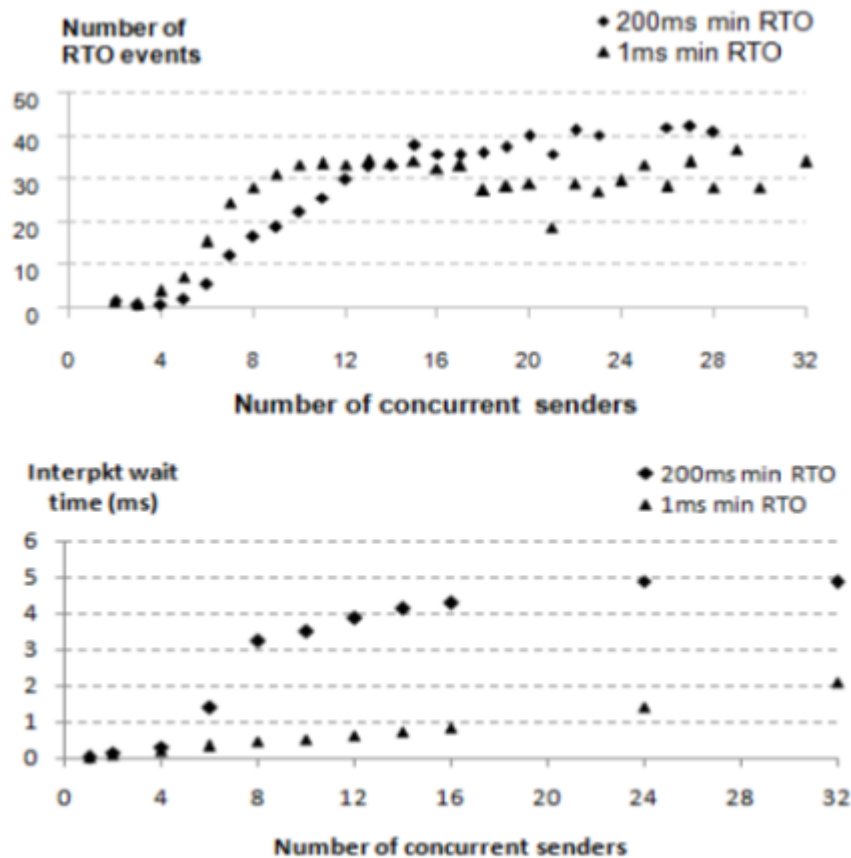 Number of
RTO events
200ms min RTO
1ms min RTO
50
40
30
20
10
0
0 4 8 12 16 20 24 28 32
Number of concurrent senders
Interpkt wait
time (ms)
200ms min RTO
1ms min RTO
6
5
4
3
2
1
0
0 4 8 12 16 20 24 28 32
Number of concurrent senders